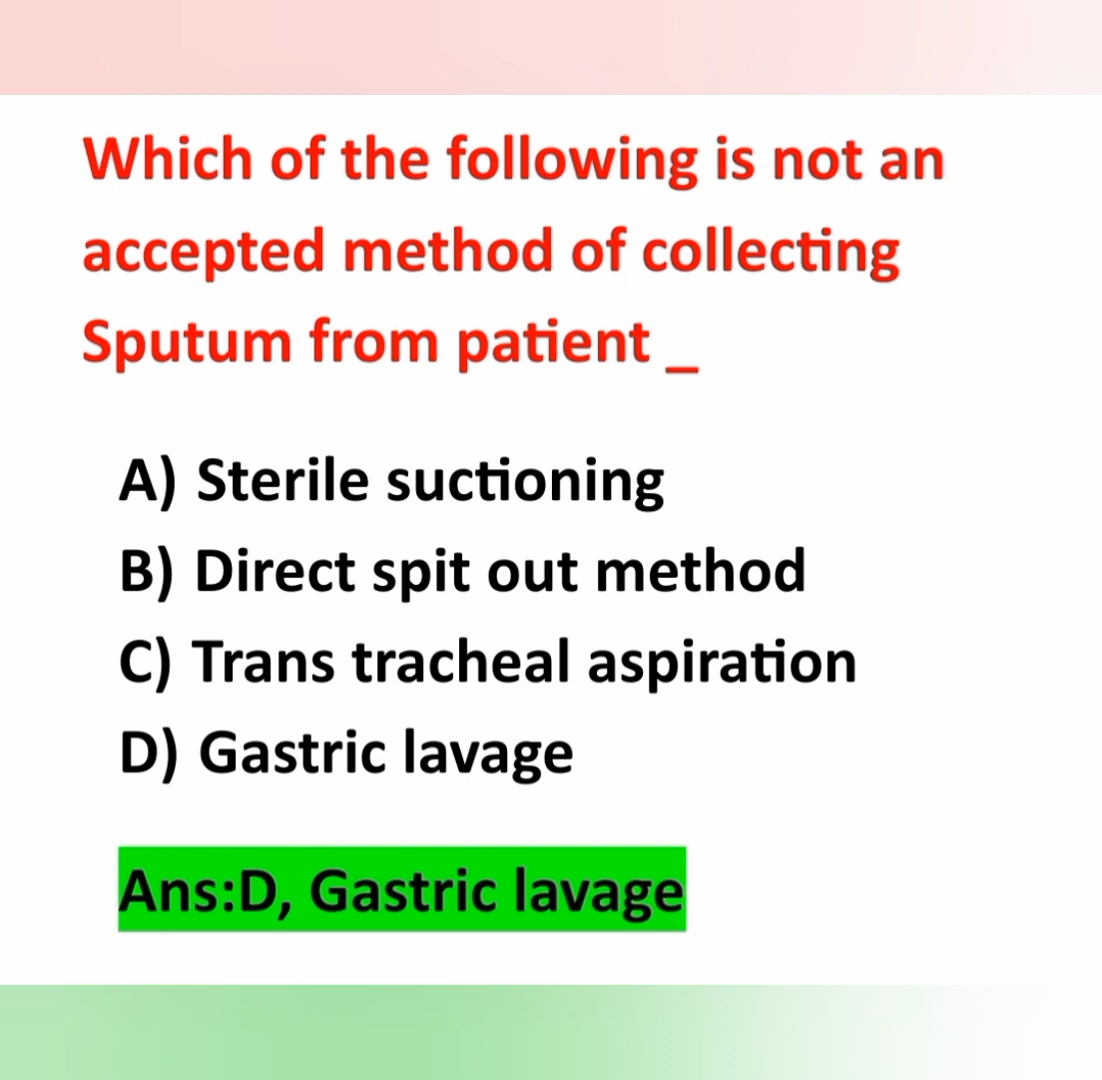 Which of the following is not an
accepted method of collecting
Sputum from patient _
A) Sterile suctioning
B) Direct spit out method
C) Trans tracheal aspiration
D) Gastric lavage
Ans:D, Gastric lavage